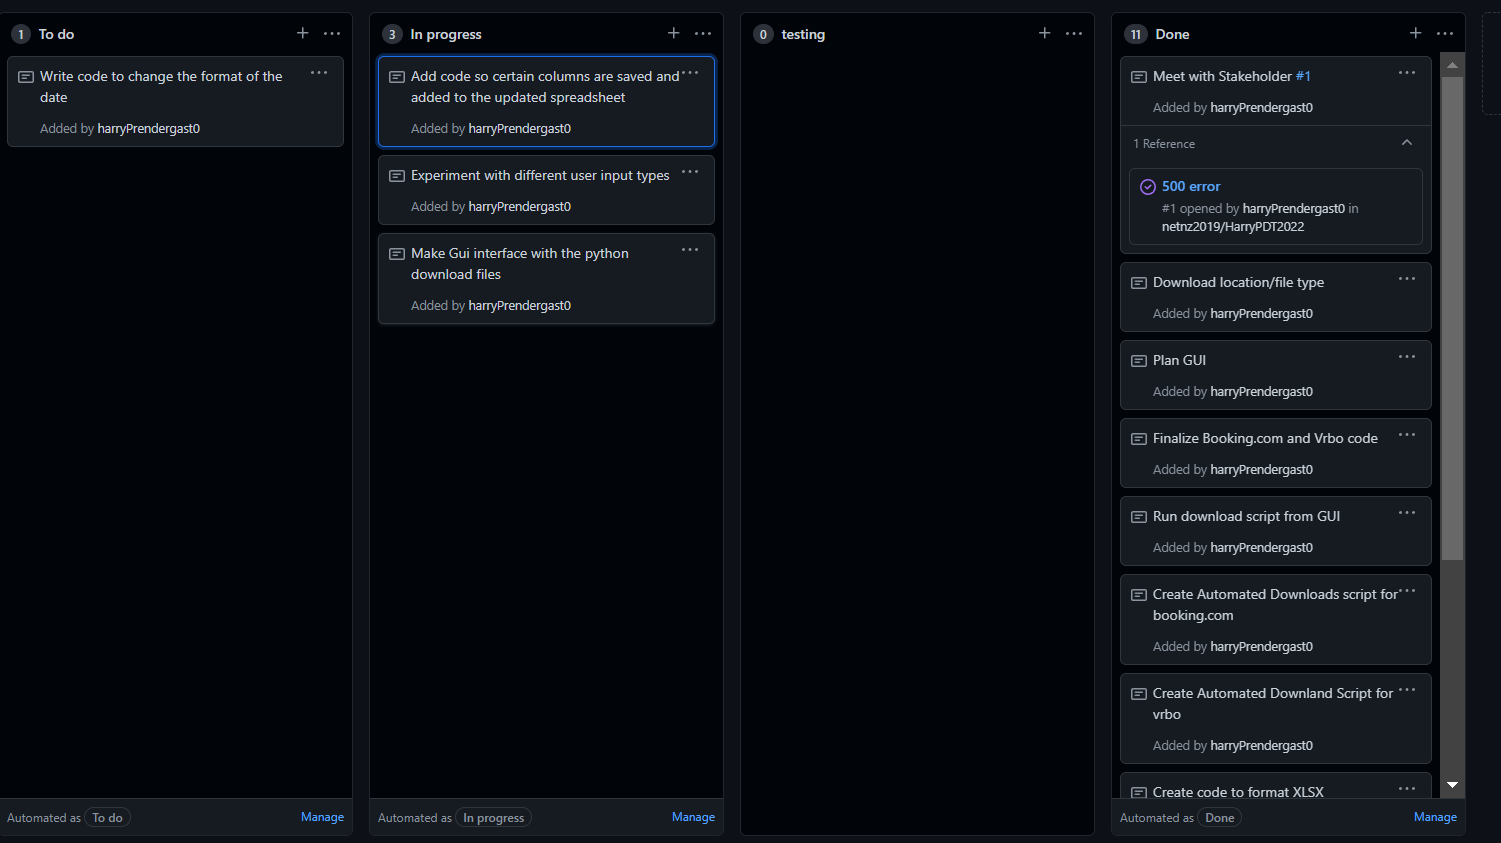 1 To do
Write code to change the format of the
date
Added by harryPrendergast0
Automated as To do
Manage
3 In progress
Add code so certain columns are saved and
added to the updated spreadsheet
Added by harryPrendergast0
Experiment with different user input types
Added by harryPrendergast0
Make Gui interface with the python
download files
Added by harryPrendergast0
Automated as In progress
Manage
0 testing
11 Done
Meet with Stakeholder #1
Added by harryPrendergast0
1 Reference
500 error
#1 opened by harryPrendergast0 in
netnz2019/HarryPDT2022
Download location/file type
Added by harryPrendergast0
Plan GUI
Added by harryPrendergast0
Finalize Booking.com and Vrbo code
Added by harryPrendergast0
Run download script from GUI
Added by harryPrendergast0
Create Automated Downloads script for
booking.com
Added by harryPrendergast0
Create Automated Downland Script for
vrbo
Added by harryPrendergast0
Create code to format XLSX
Automated as Done
Manage